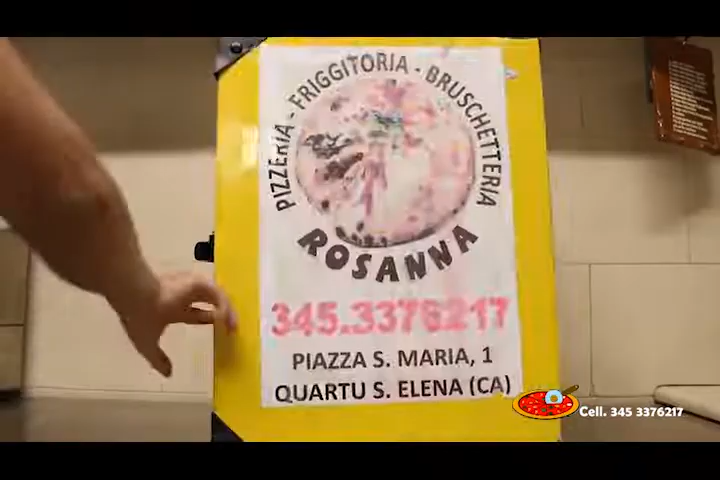 PIZZERIA - FRIGGITORIA - BRUSCHETTERIA
ROSANNA
345.3376217
PIAZZA S. MARIA, 1
QUARTU S. ELENA (CA)
Cell. 345 3376217